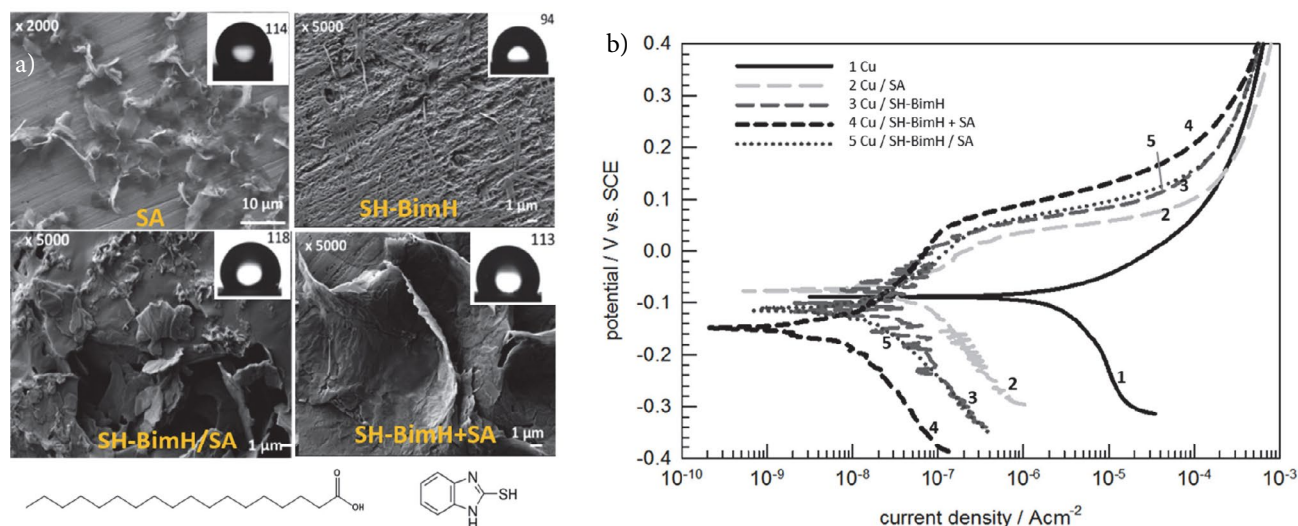 a)
x 2000
114
SA
10 µm
x 5000
94
SH-BimH
1 µm
x 5000
118
SH-BimH/SA
1 µm
x 5000
113
SH-BimH+SA
1 µm
O
OH
N
SH
N
H
b)
potential / V vs. SCE
0.4
0.3
0.2
0.1
0.0
-0.1
-0.2
-0.3
-0.4
1 Cu
2 Cu / SA
3 Cu / SH-BimH
4 Cu / SH-BimH + SA
5 Cu / SH-BimH / SA
4
5
3
2
5
2
1
3
4
10⁻¹⁰ 10⁻⁹ 10⁻⁸ 10⁻⁷ 10⁻⁶ 10⁻⁵ 10⁻⁴ 10⁻³
current density / Acm⁻²